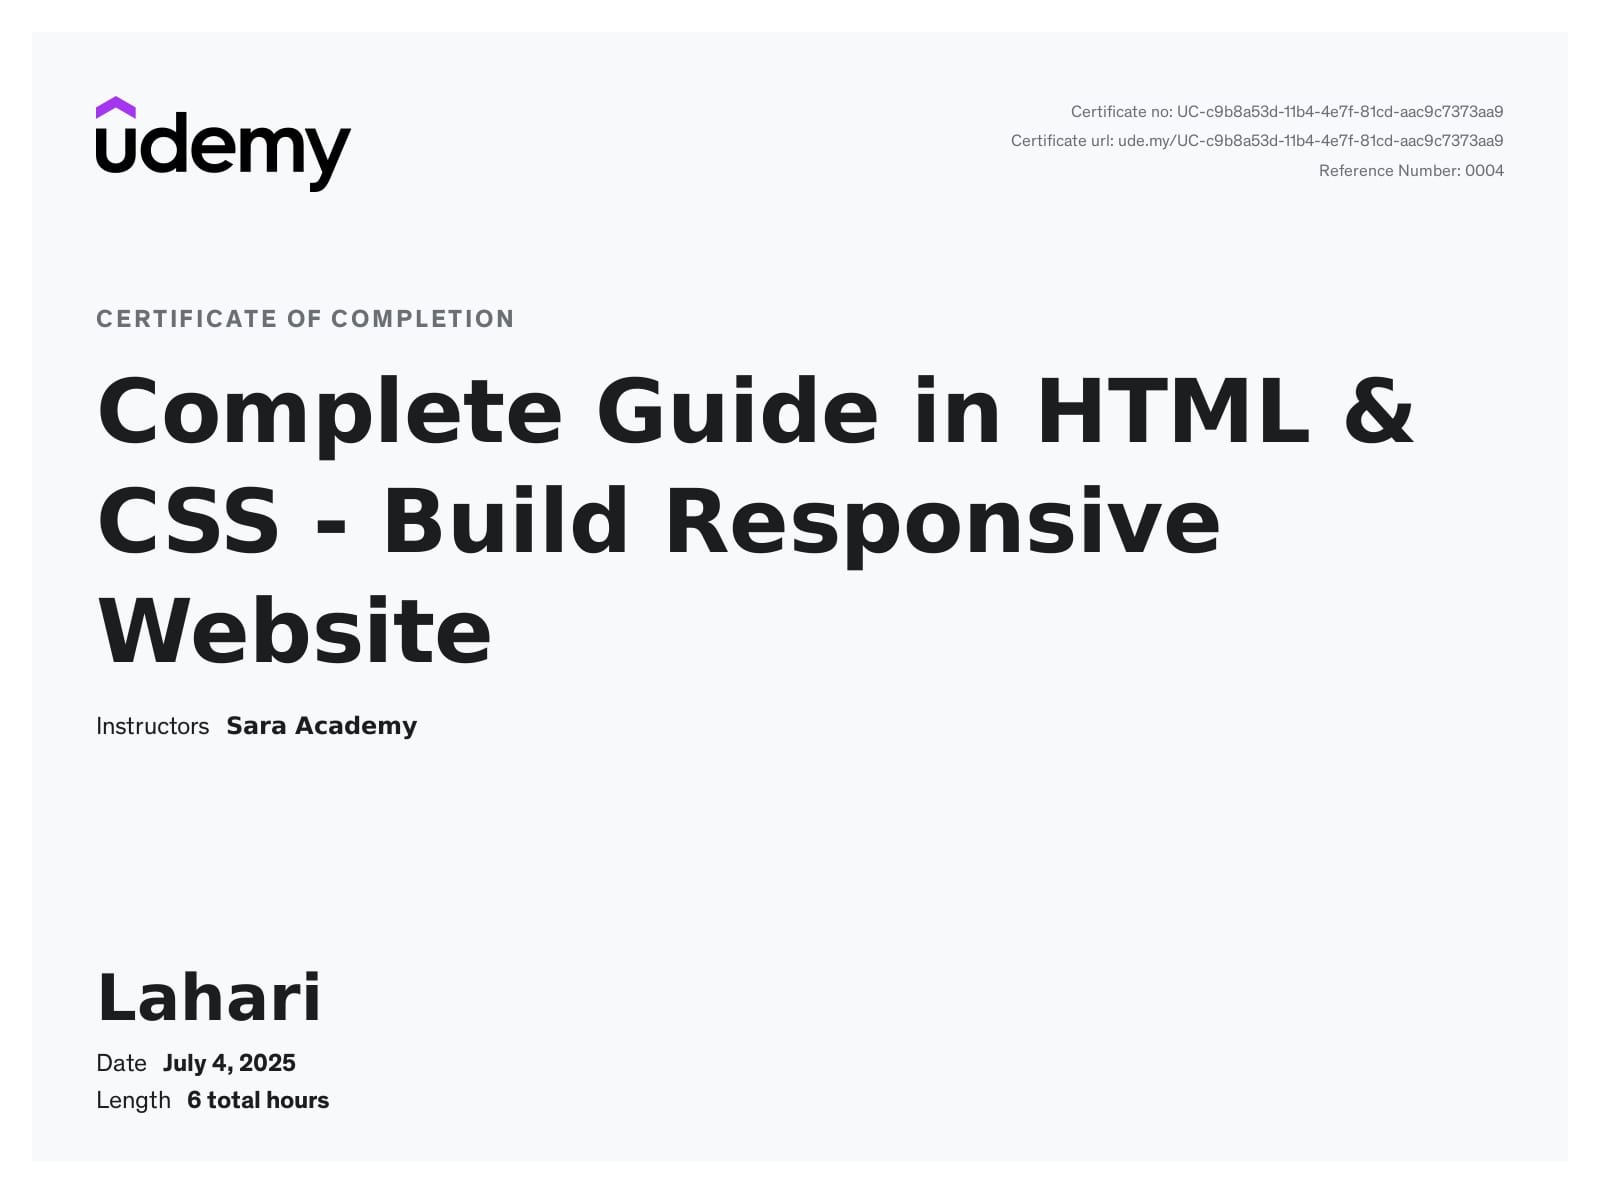 udemy
Certificate no: UC-c9b8a53d-11b4-4e7f-81cd-aac9c7373aa9
Certificate url: ude.my/UC-c9b8a53d-11b4-4e7f-81cd-aac9c7373aa9
Reference Number: 0004
CERTIFICATE OF COMPLETION
Complete Guide in HTML &
CSS - Build Responsive
Website
Instructors Sara Academy
Lahari
Date July 4, 2025
Length 6 total hours